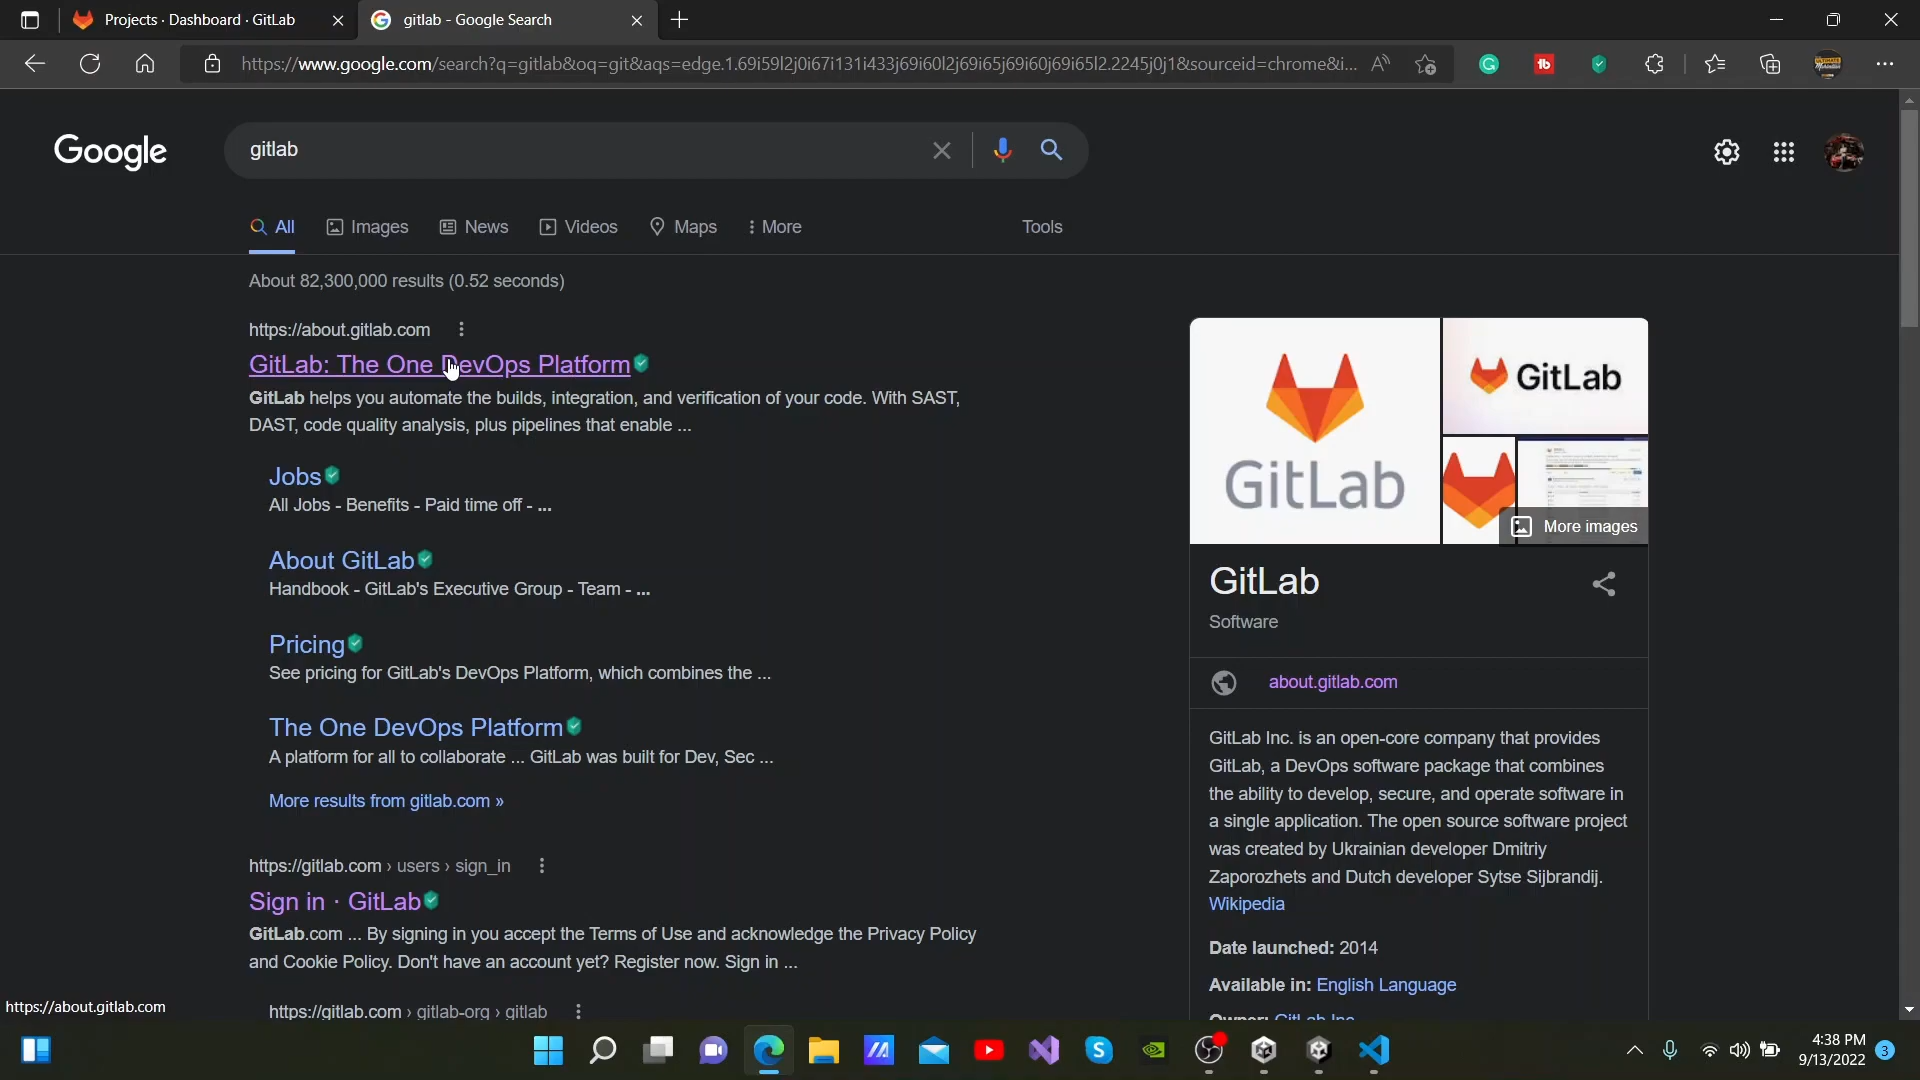 Projects · Dashboard · GitLab
gitlab - Google Search
https://www.google.com/search?q=gitlab&oq=git&aqs=edge.1.69i59l2j0i67i131i433j69i60l2j69i65j69i60j69i65l2.2245j0j1&sourceid=chrome&i...
Google
gitlab
All Images News Videos Maps More Tools
About 82,300,000 results (0.52 seconds)
https://about.gitlab.com
GitLab: The One DevOps Platform
GitLab helps you automate the builds, integration, and verification of your code. With SAST,
DAST, code quality analysis, plus pipelines that enable ...
Jobs
All Jobs - Benefits - Paid time off - ...
About GitLab
Handbook - GitLab's Executive Group - Team - ...
Pricing
See pricing for GitLab's DevOps Platform, which combines the ...
The One DevOps Platform
A platform for all to collaborate ... GitLab was built for Dev, Sec ...
More results from gitlab.com »
https://gitlab.com › users › sign_in
Sign in · GitLab
GitLab.com ... By signing in you accept the Terms of Use and acknowledge the Privacy Policy
and Cookie Policy. Don't have an account yet? Register now. Sign in ...
https://gitlab.com › gitlab-org › gitlab
GitLab
GitLab
More images
GitLab
Software
about.gitlab.com
GitLab Inc. is an open-core company that provides
GitLab, a DevOps software package that combines
the ability to develop, secure, and operate software in
a single application. The open source software project
was created by Ukrainian developer Dmitriy
Zaporozhets and Dutch developer Sytse Sijbrandij.
Wikipedia
Date launched: 2014
Available in: English Language
Owner: GitLab Inc.
https://about.gitlab.com
4:38 PM
9/13/2022
3